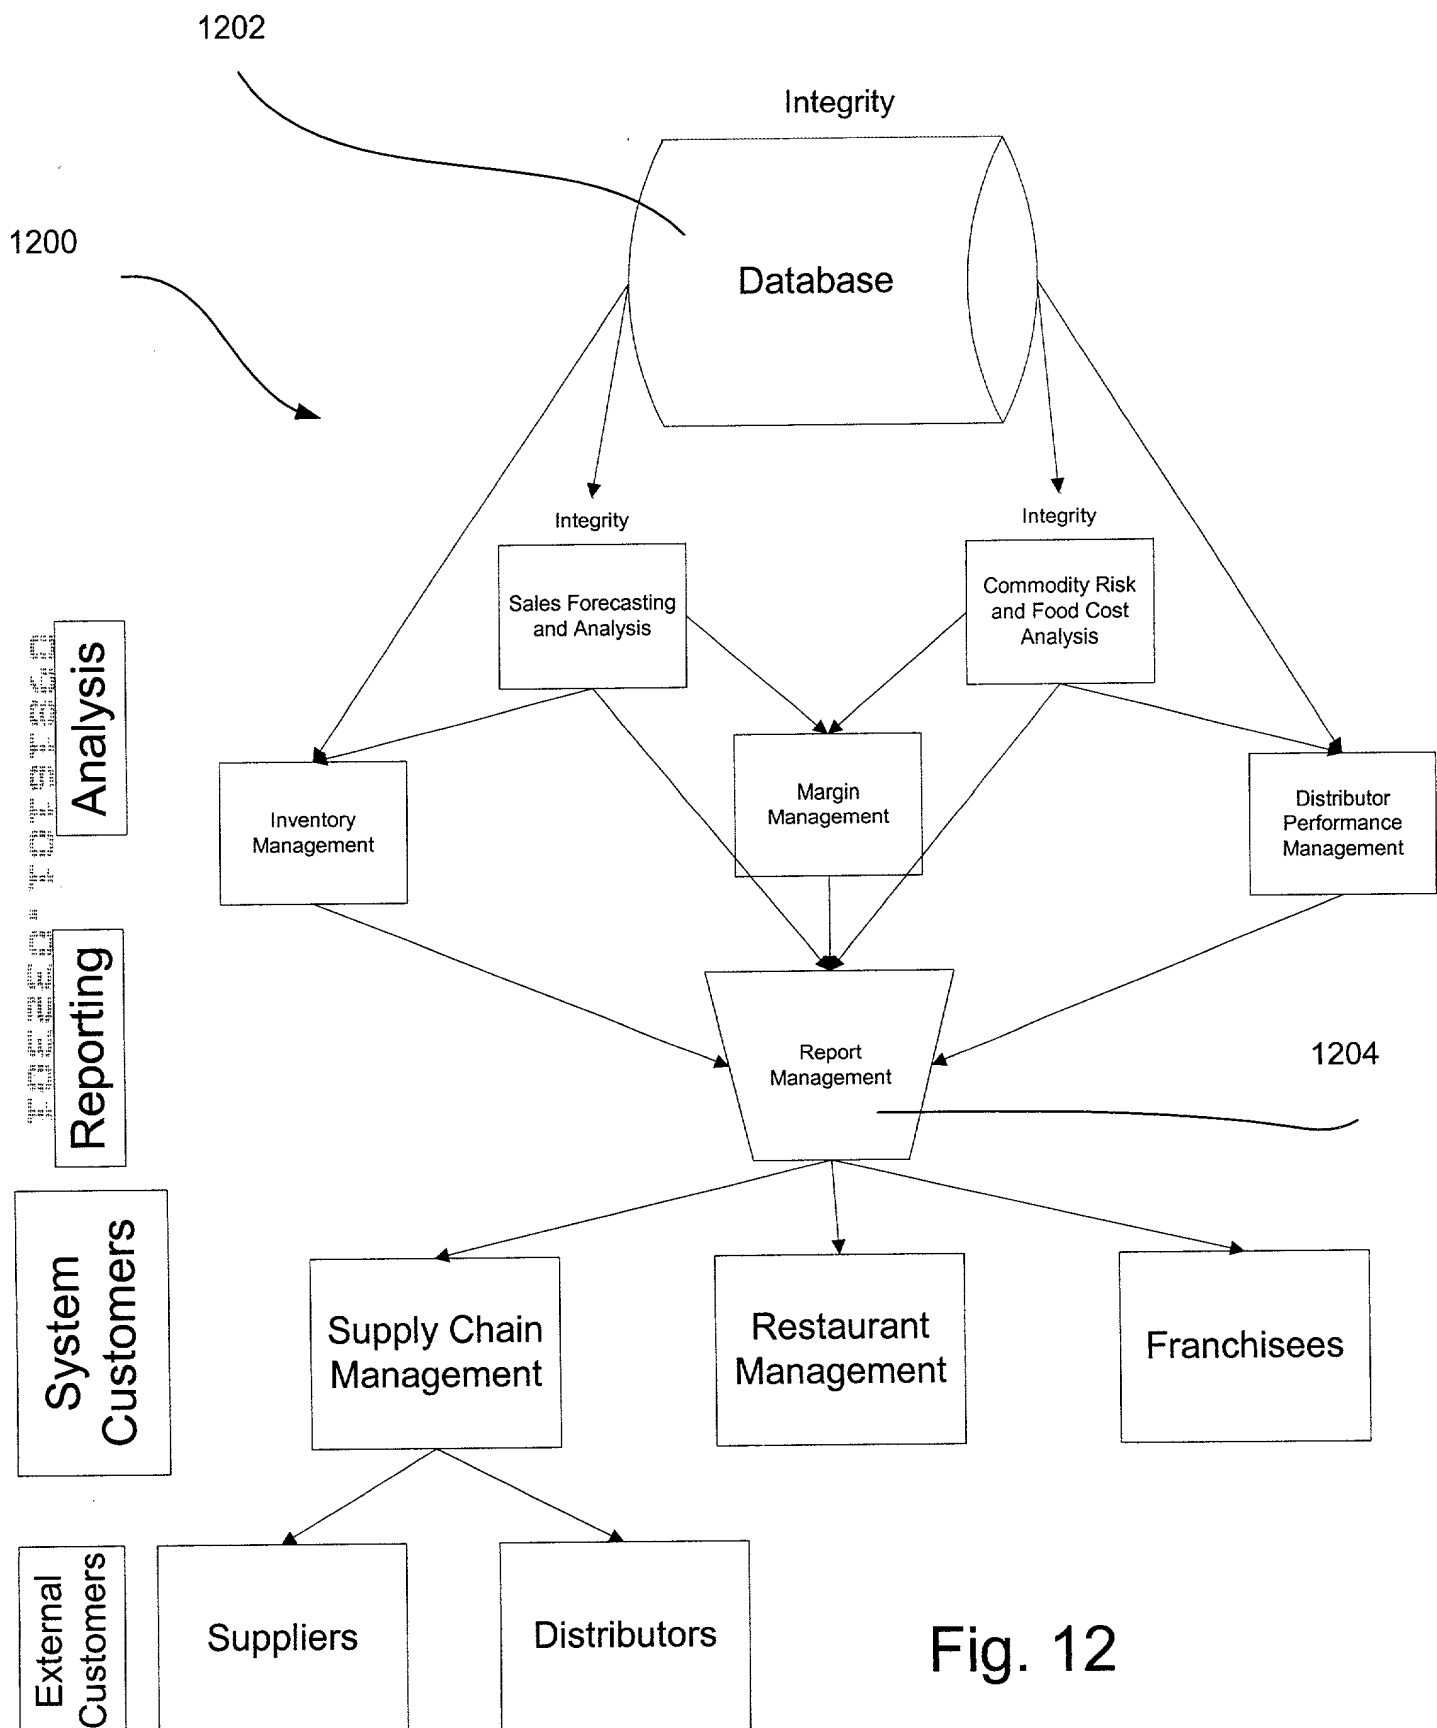 1202
Integrity
1200
Database
Integrity
Integrity
Sales Forecasting
and Analysis
Commodity Risk
and Food Cost
Analysis
Analysis
Inventory
Management
Margin
Management
Distributor
Performance
Management
Reporting
Report
Management
1204
System
Customers
Supply Chain
Management
Restaurant
Management
Franchisees
External
Customers
Suppliers
Distributors
Fig. 12